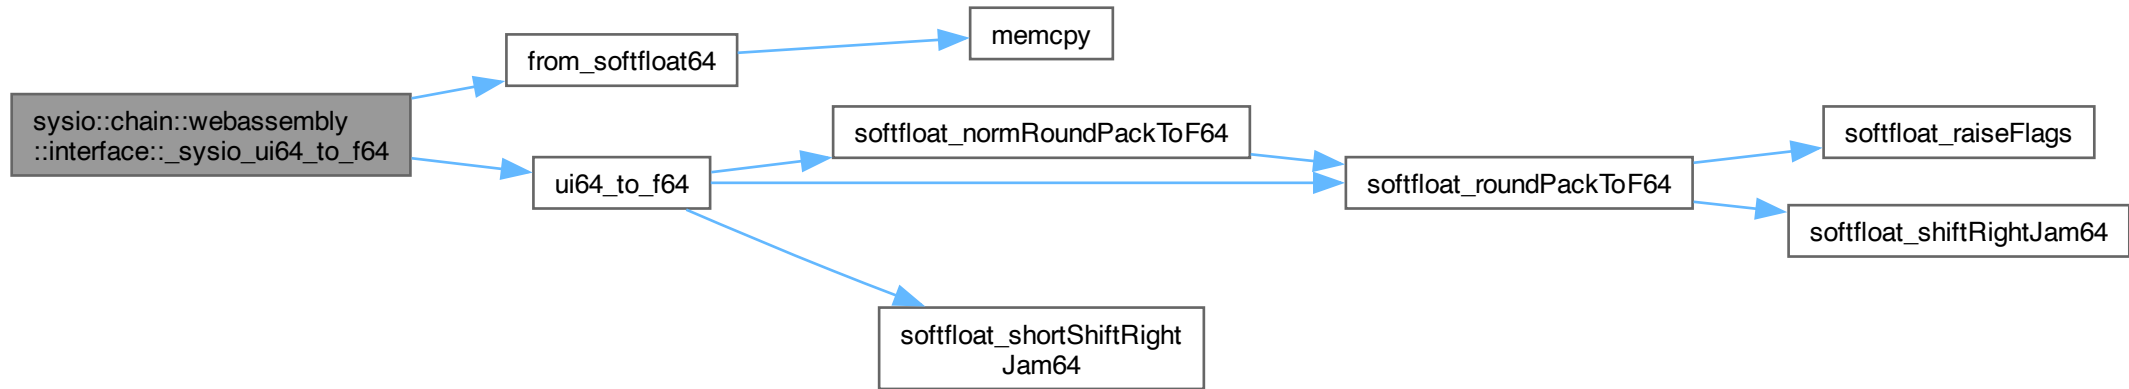 sysio::chain::webassembly
::interface::_sysio_ui64_to_f64
from_softfloat64
memcpy
ui64_to_f64
softfloat_normRoundPackToF64
softfloat_roundPackToF64
softfloat_raiseFlags
softfloat_shiftRightJam64
softfloat_shortShiftRight
Jam64